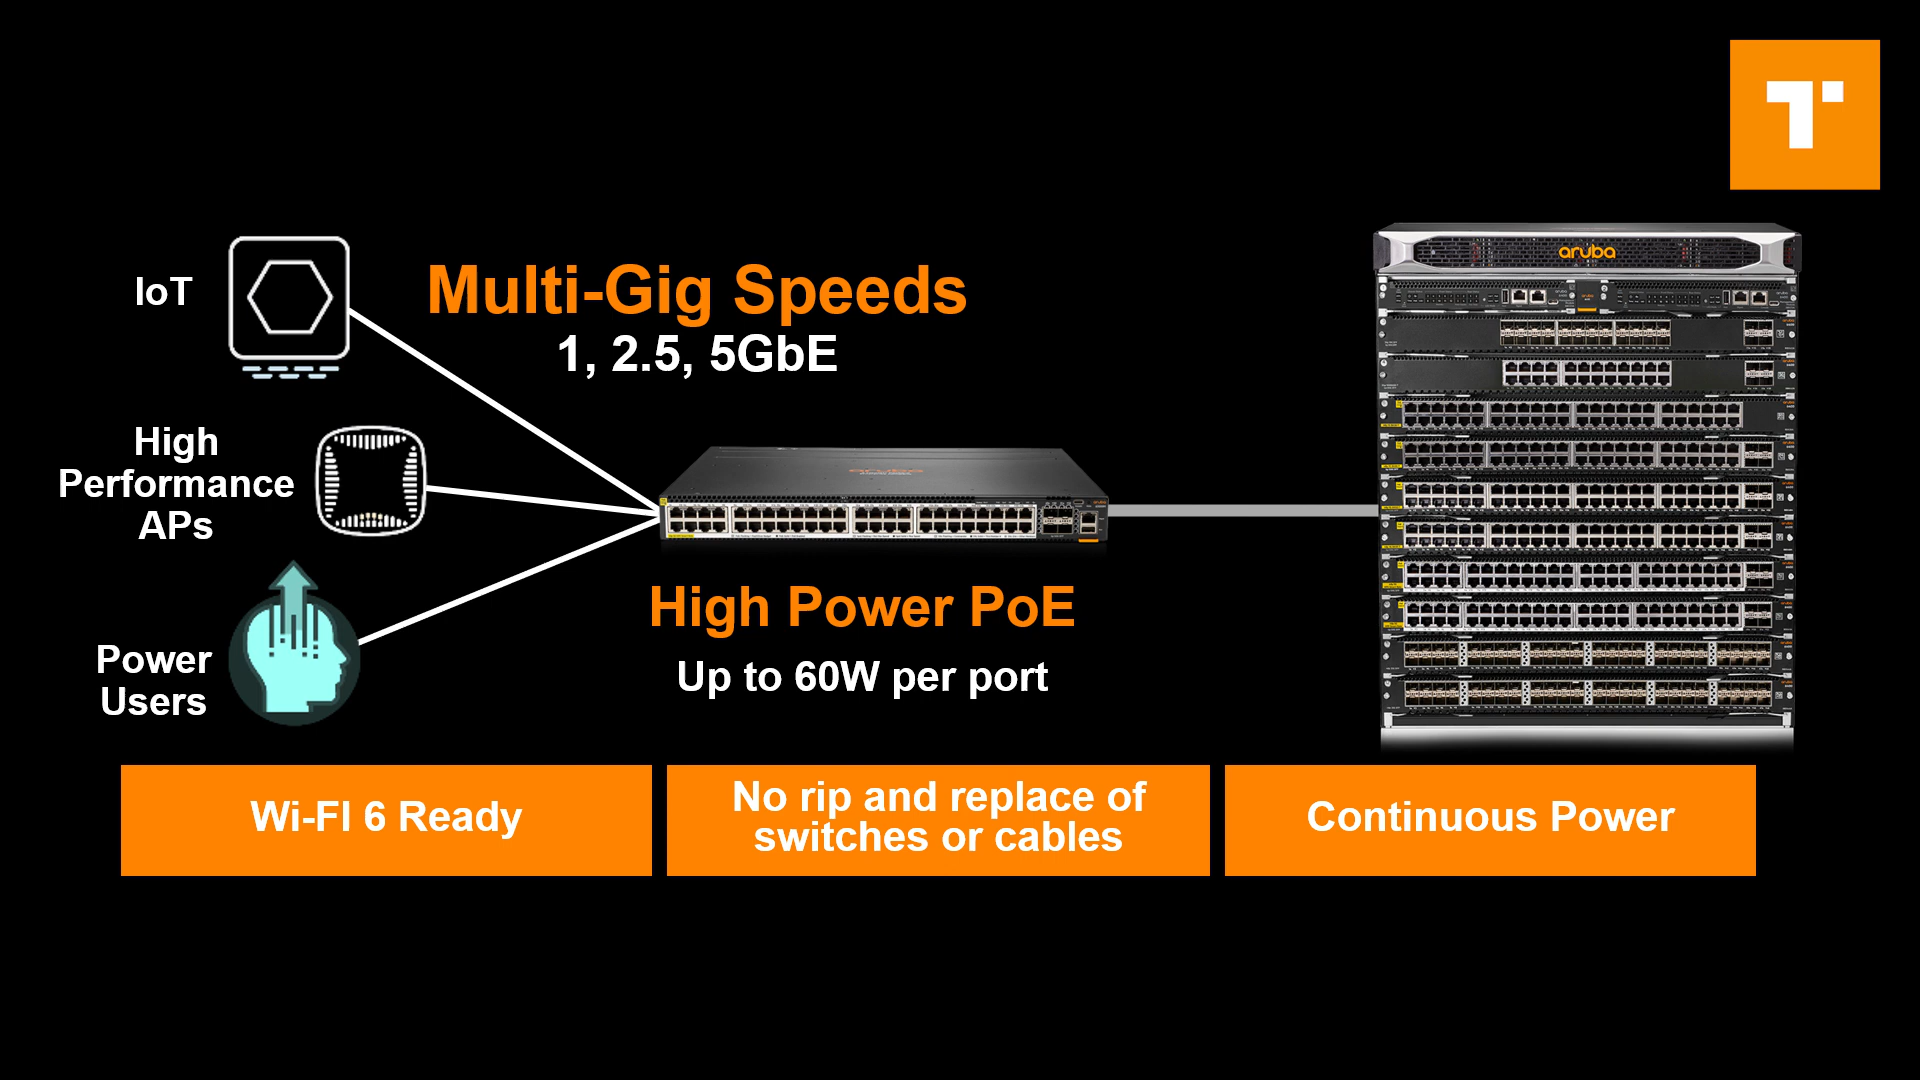 IoT
Multi-Gig Speeds
1, 2.5, 5GbE
High
Performance
APs
Power
Users
High Power PoE
Up to 60W per port
aruba
aruba
Wi-FI 6 Ready
No rip and replace of
switches or cables
Continuous Power